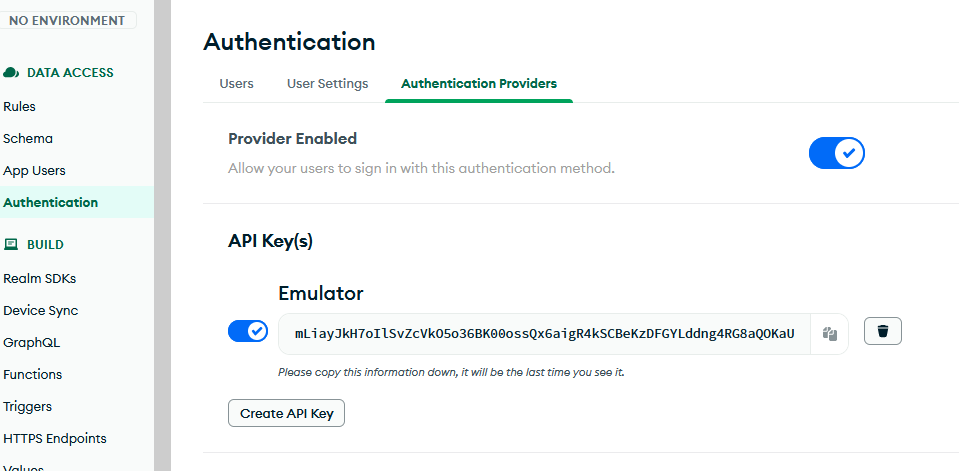 NO ENVIRONMENT
DATA ACCESS
Rules
Schema
App Users
Authentication
BUILD
Realm SDKs
Device Sync
GraphQL
Functions
Triggers
HTTPS Endpoints
Values
Authentication
Users User Settings Authentication Providers
Provider Enabled
Allow your users to sign in with this authentication method.
API Key(s)
Emulator
mLiayJkH7oIlSvZcVkO5o36BK00ossQx6aigR4kSCBeKzDFGYLddng4RG8aQOKaU
Please copy this information down, it will be the last time you see it.
Create API Key